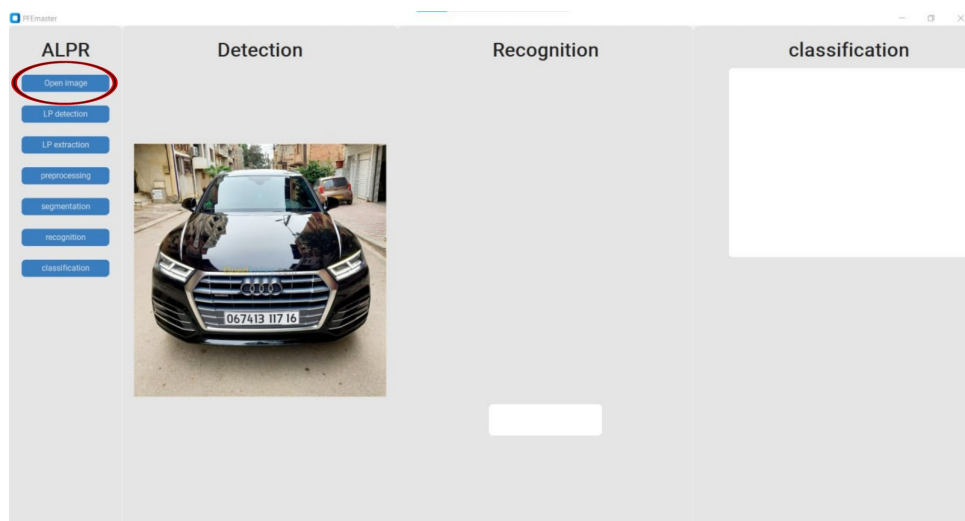 PFEmaster
ALPR
Open image
LP detection
LP extraction
preprocessing
segmentation
recognition
classification
Detection
067413 117 16
Recognition
classification